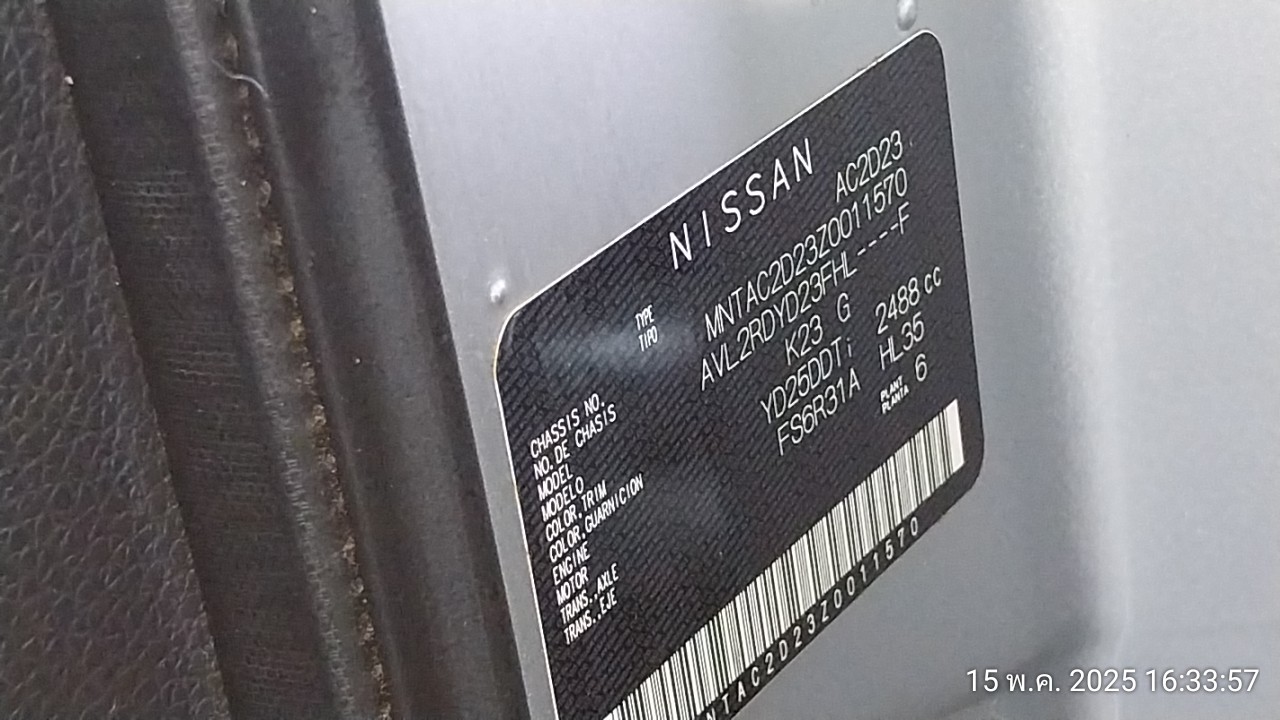 NISSAN
TYPE AC2D23
TIPO
CHASSIS NO. MNTAC2D23Z0011570
NO. DE CHASIS
MODEL AVL2RDYD23FHL----F
MODELO
COLOR,TRIM K23 G
COLOR,GUARNICION
ENGINE YD25DDTi 2488 cc
MOTOR
TRANS.,AXLE FS6R31A HL35
TRANS.,EJE
PLANT 6
PLANTA
NTAC2D23Z0011570
15 พ.ค. 2025 16:33:57